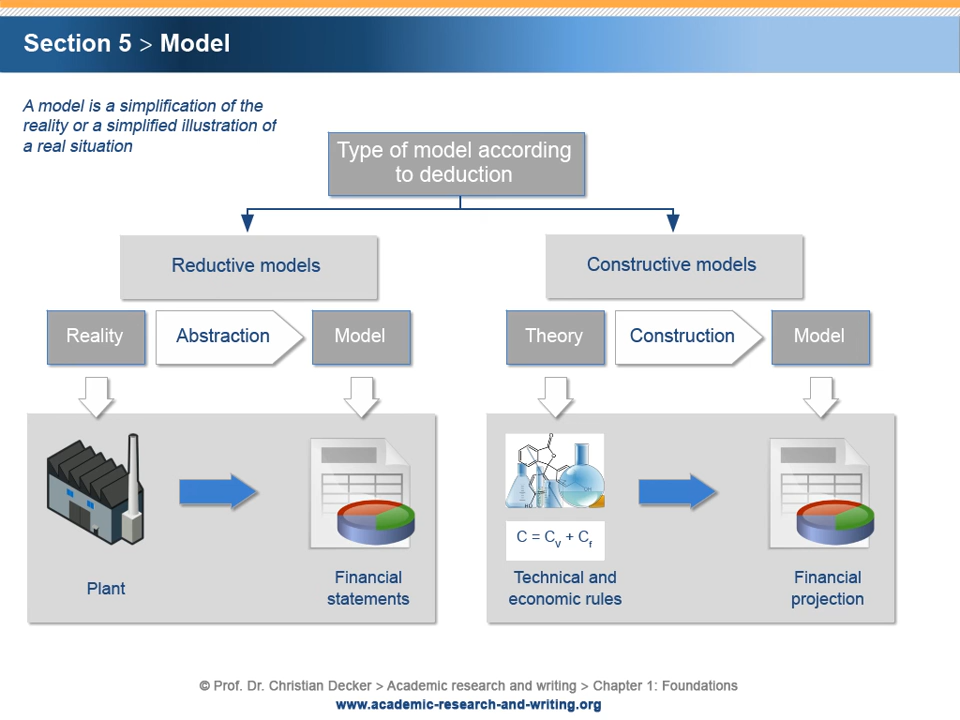 Section 5 > Model
A model is a simplification of the
reality or a simplified illustration of
a real situation
Type of model according
to deduction
Reductive models
Constructive models
Reality
Abstraction
Model
Theory
Construction
Model
HO
O
O
C = Cv + Cf
Plant
Financial
statements
Technical and
economic rules
Financial
projection
© Prof. Dr. Christian Decker > Academic research and writing > Chapter 1: Foundations
www.academic-research-and-writing.org